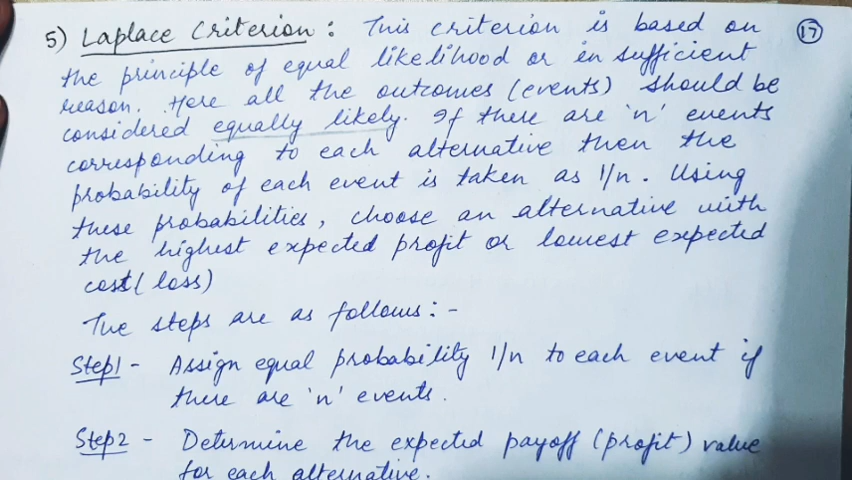 5) Laplace Criterion : This criterion is based on
17
the principle of equal likelihood or in sufficient
reason. Here all the outcomes (events) should be
considered equally likely. If there are 'n' events
corresponding to each alternative then the
probability of each event is taken as 1/n. Using
these probabilities, choose an alternative with
the highest expected profit or lowest expected
cost( loss)
The steps are as follows : -
Step1 - Assign equal probability 1/n to each event if
there are 'n' events.
Step2 - Determine the expected payoff (profit) value
for each alternative.